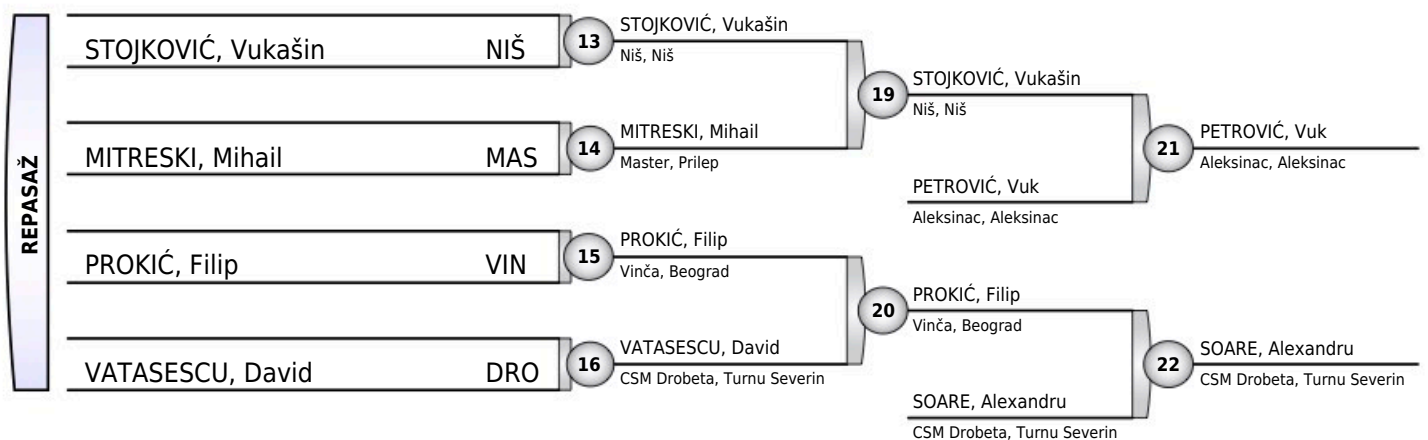 REPASAŽ
STOJKOVIĆ, Vukašin NIŠ
MITRESKI, Mihail MAS
PROKIĆ, Filip VIN
VATASESCU, David DRO
13
STOJKOVIĆ, Vukašin
Niš, Niš
14
MITRESKI, Mihail
Master, Prilep
15
PROKIĆ, Filip
Vinča, Beograd
16
VATASESCU, David
CSM Drobeta, Turnu Severin
19
STOJKOVIĆ, Vukašin
Niš, Niš
PETROVIĆ, Vuk
Aleksinac, Aleksinac
20
PROKIĆ, Filip
Vinča, Beograd
SOARE, Alexandru
CSM Drobeta, Turnu Severin
21
PETROVIĆ, Vuk
Aleksinac, Aleksinac
22
SOARE, Alexandru
CSM Drobeta, Turnu Severin